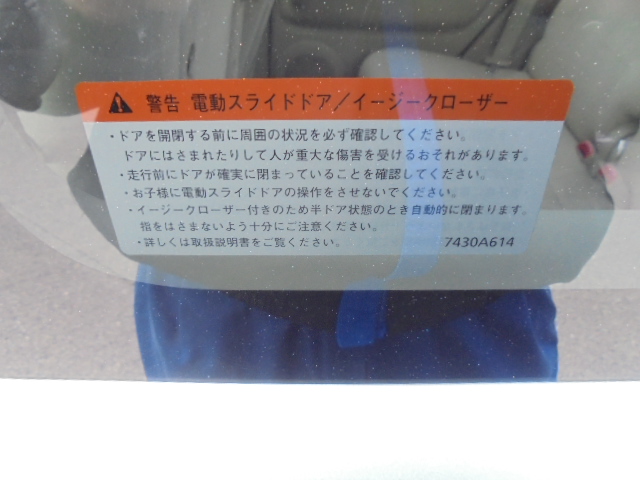 警告 電動スライドドア/イージークローザー
・ドアを開閉する前に周囲の状況を必ず確認してください。
ドアにはさまれたりして人が重大な傷害を受けるおそれがあります。
・走行前にドアが確実に閉まっていることを確認してください。
・お子様に電動スライドドアの操作をさせないでください。
・イージークローザー付きのため半ドア状態のとき自動的に閉まります。
指をはさまないよう十分にご注意ください。
・詳しくは取扱説明書をご覧ください。 7430A614